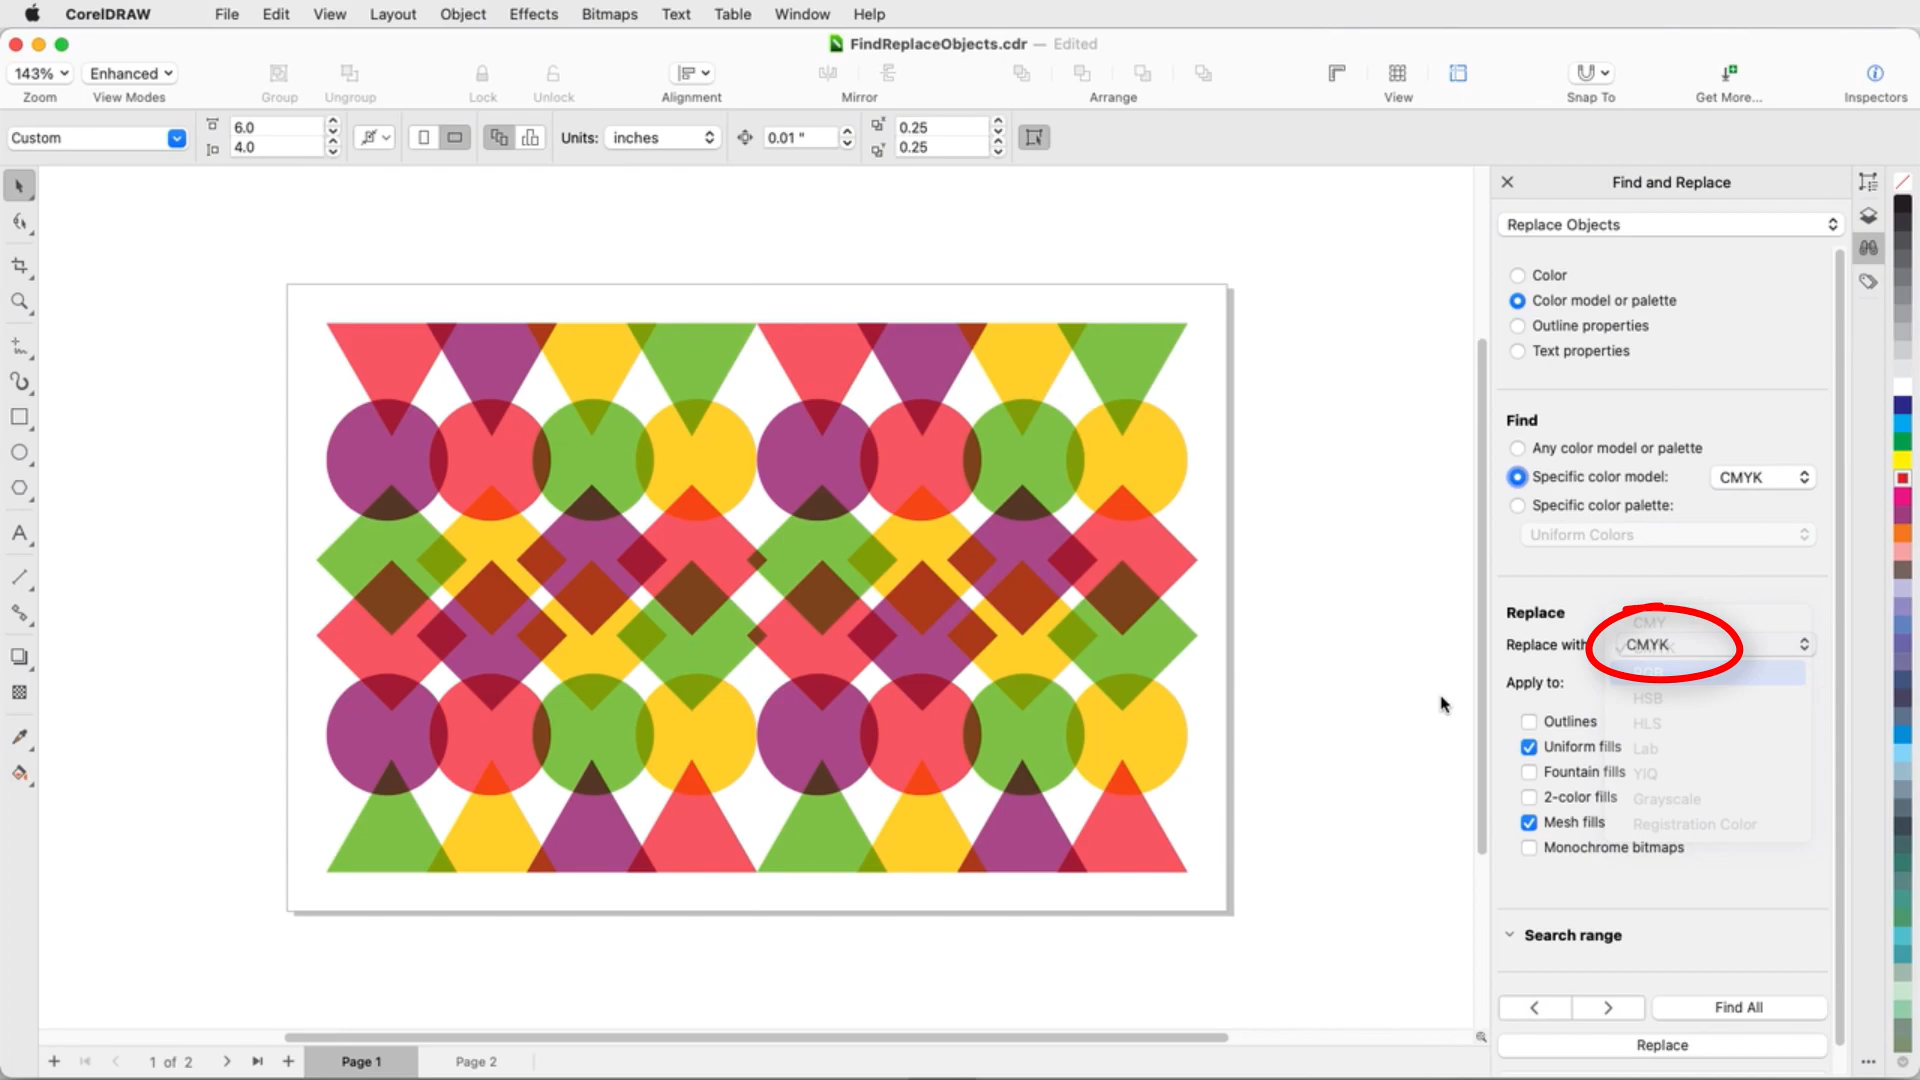 CorelDRAW File Edit View Layout Object Effects Bitmaps Text Table Window Help
FindReplaceObjects.cdr — Edited
143% Enhanced
Zoom View Modes Group Ungroup Lock Unlock Alignment Mirror Arrange View Snap To Get More... Inspectors
Custom 6.0 4.0 Units: inches 0.01 " 0.25 0.25
Find and Replace
Replace Objects
Color
Color model or palette
Outline properties
Text properties
Find
Any color model or palette
Specific color model: CMYK
Specific color palette:
Uniform Colors
Replace
CMY
Replace with CMYK
RGB
Apply to:
HSB
Outlines HLS
Uniform fills Lab
Fountain fills YIQ
2-color fills Grayscale
Mesh fills Registration Color
Monochrome bitmaps
Search range
Find All
Replace
1 of 2 Page 1 Page 2